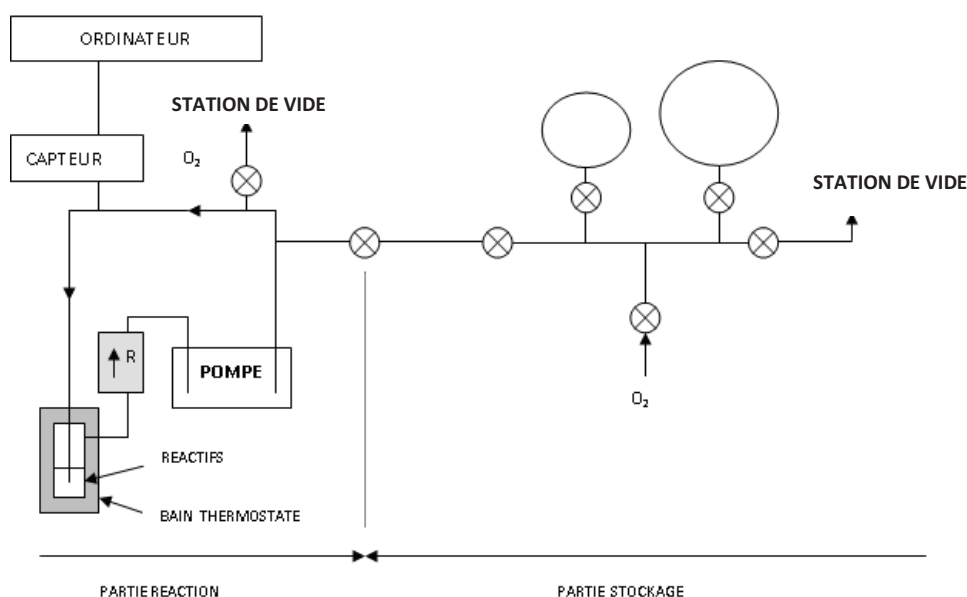 ORDINATEUR
STATION DE VIDE
CAPTEUR
O₂
STATION DE VIDE
R
POMPE
O₂
REACTIFS
BAIN THERMOSTATE
PARTIE REACTION
PARTIE STOCKAGE